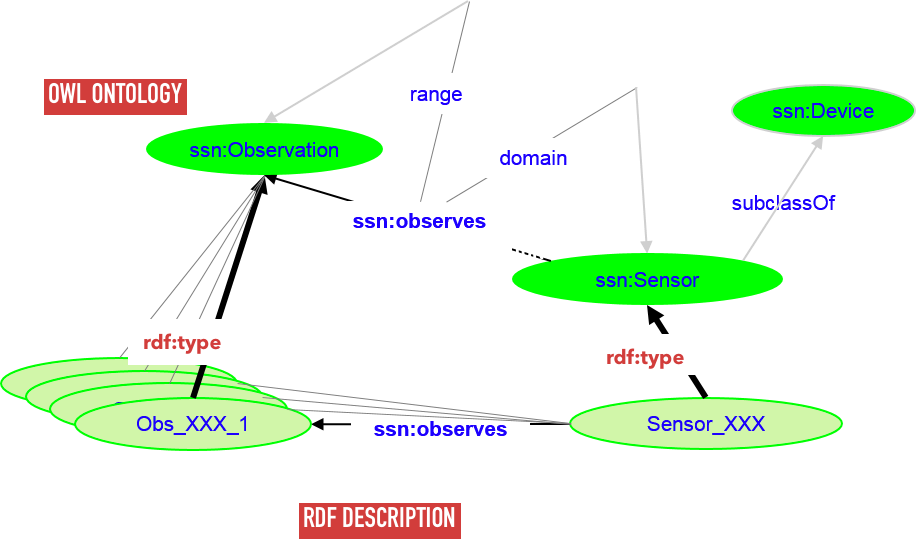 OWL ONTOLOGY
range
ssn:Device
ssn:Observation
domain
subclassOf
ssn:observes
ssn:Sensor
rdf:type
rdf:type
Obs_XXX_1
ssn:observes
Sensor_XXX
RDF DESCRIPTION